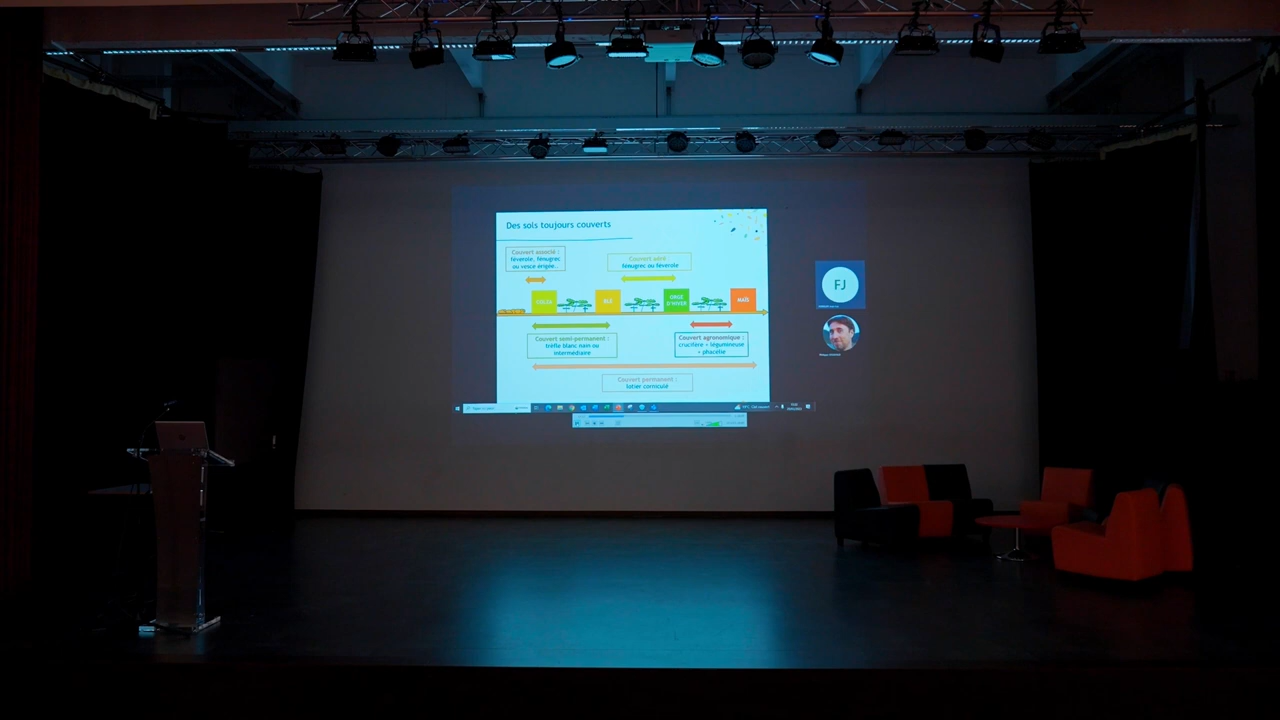 Des sols toujours couverts
Couvert associé :
féverole, fénugrec
ou vesce érigée...
Couvert aéré :
fénugrec ou féverole
COLZA
BLÉ
ORGE
D'HIVER
MAÏS
Couvert semi-permanent :
trèfle blanc nain ou
intermédiaire
Couvert agronomique :
crucifère + légumineuse
+ phacélie
Couvert permanent :
lotier corniculé
FJ